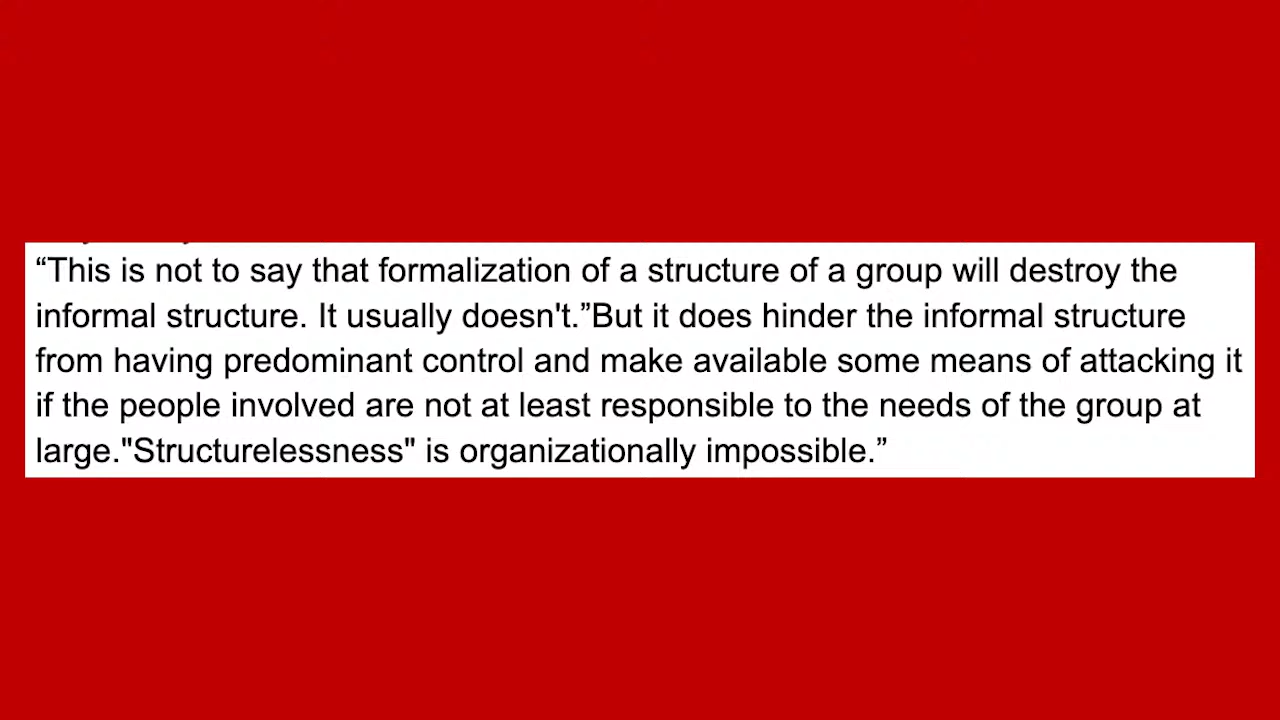 “This is not to say that formalization of a structure of a group will destroy the
informal structure. It usually doesn't.”But it does hinder the informal structure
from having predominant control and make available some means of attacking it
if the people involved are not at least responsible to the needs of the group at
large."Structurelessness" is organizationally impossible.”